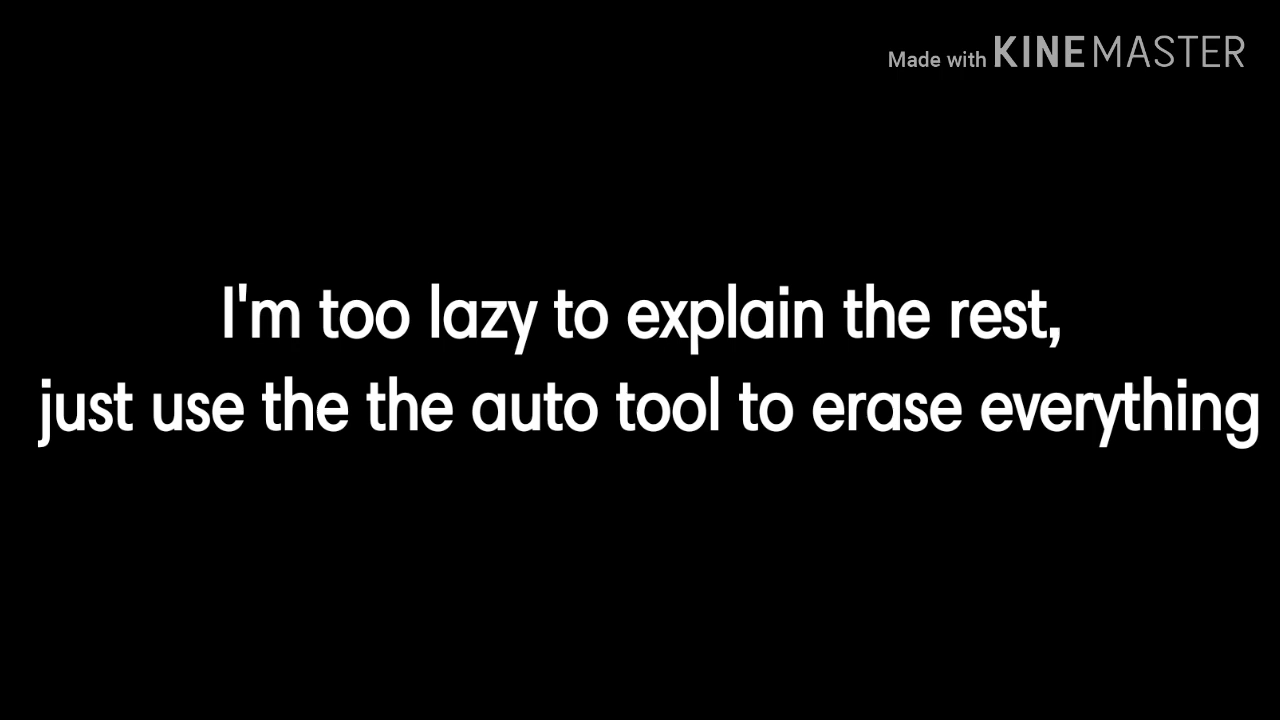 Made with KINEMASTER
I'm too lazy to explain the rest,
just use the the auto tool to erase everything